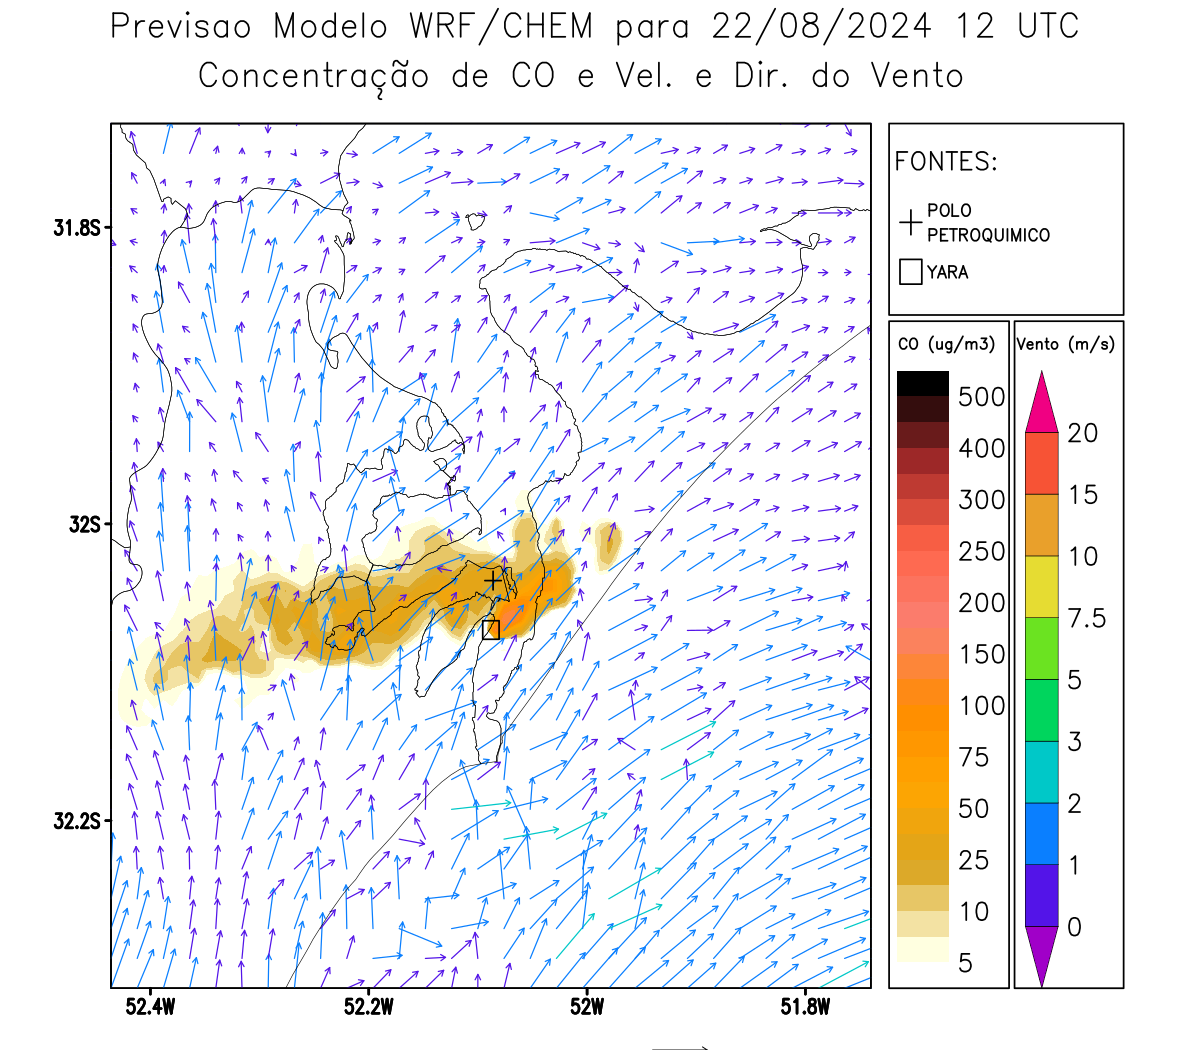 Previsao Modelo WRF/CHEM para 22/08/2024 12 UTC
Concentração de CO e Vel. e Dir. do Vento
FONTES:
POLO
PETROQUIMICO
YARA
CO (ug/m3)
500
400
300
250
200
150
100
75
50
25
10
5
Vento (m/s)
20
15
10
7.5
5
3
2
1
0
31.8S
32S
32.2S
52.4W
52.2W
52W
51.8W